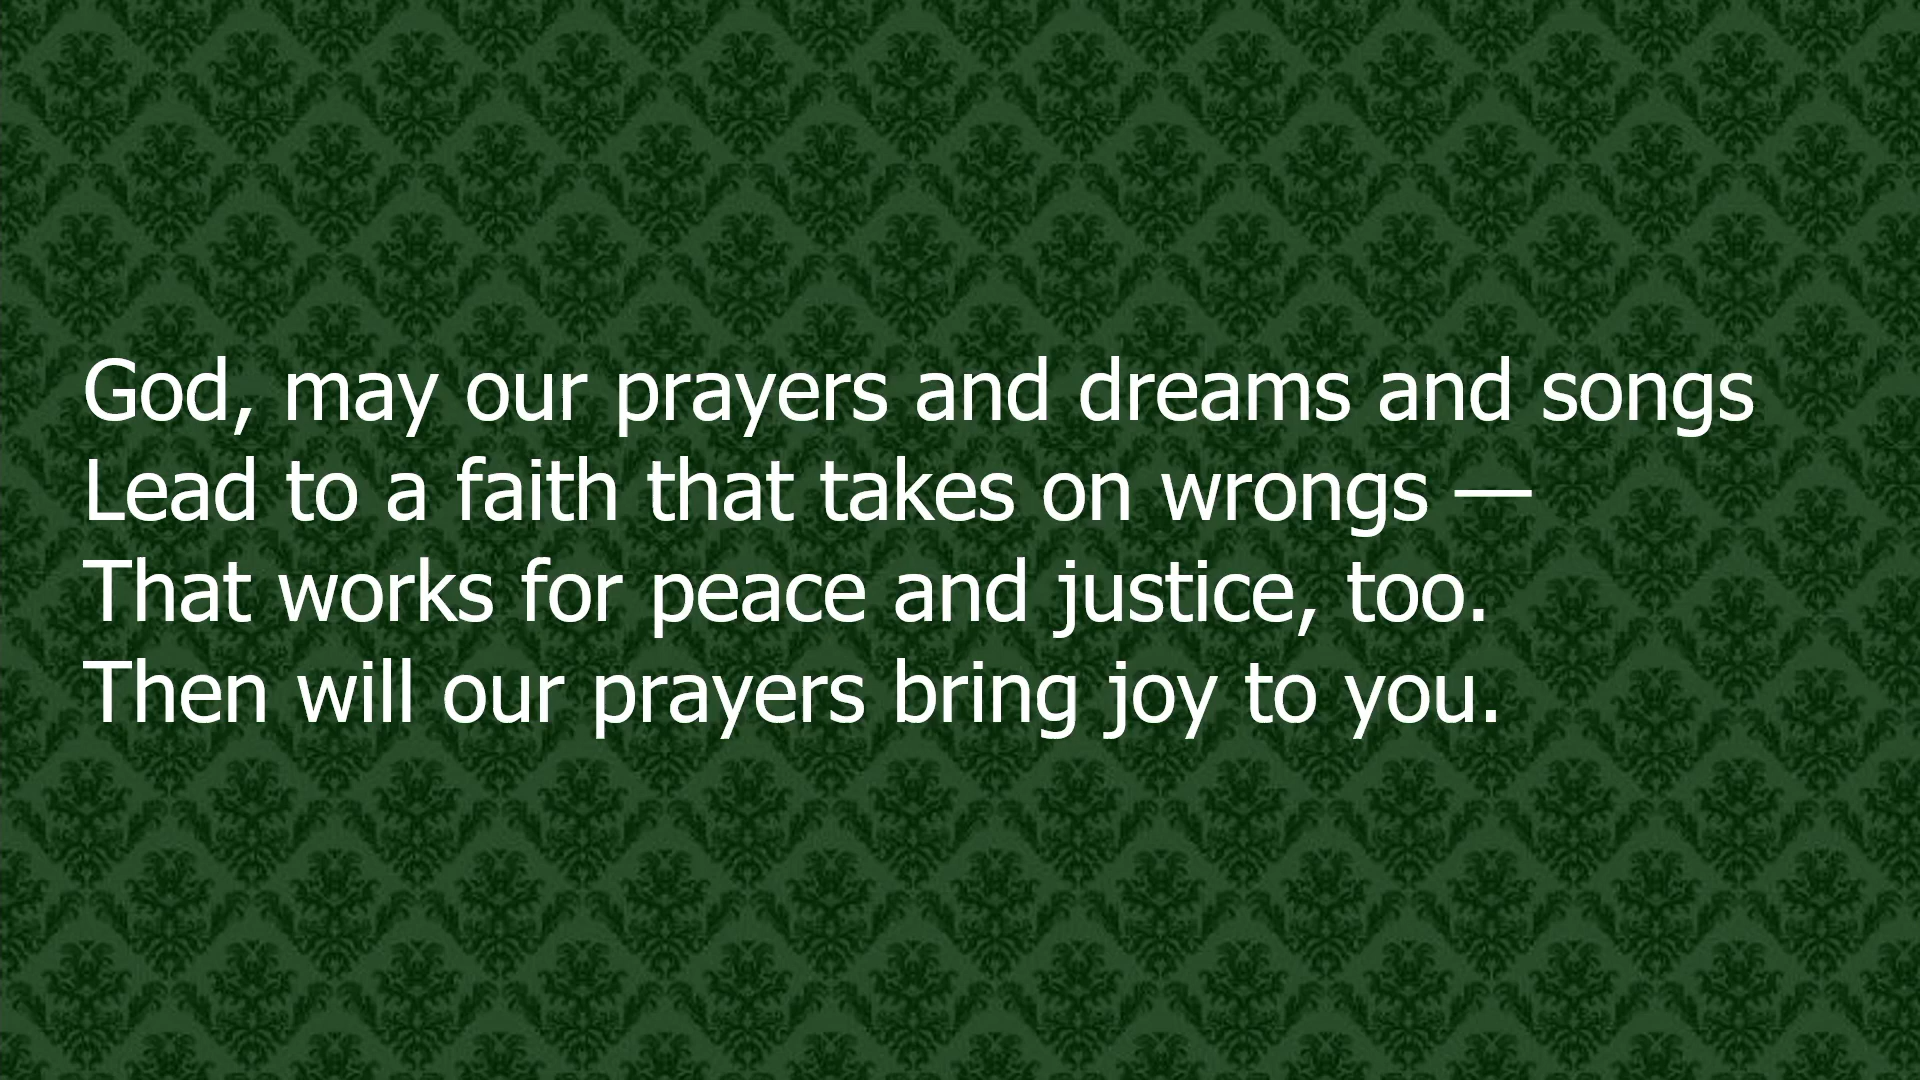 God, may our prayers and dreams and songs
Lead to a faith that takes on wrongs —
That works for peace and justice, too.
Then will our prayers bring joy to you.